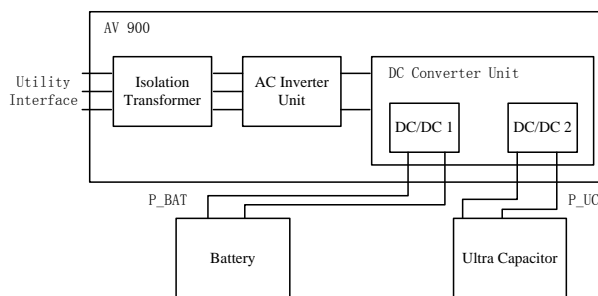 AV 900
Utility
Interface
Isolation
Transformer
AC Inverter
Unit
DC Converter Unit
DC/DC 1
DC/DC 2
P_BAT
P_UC
Battery
Ultra Capacitor